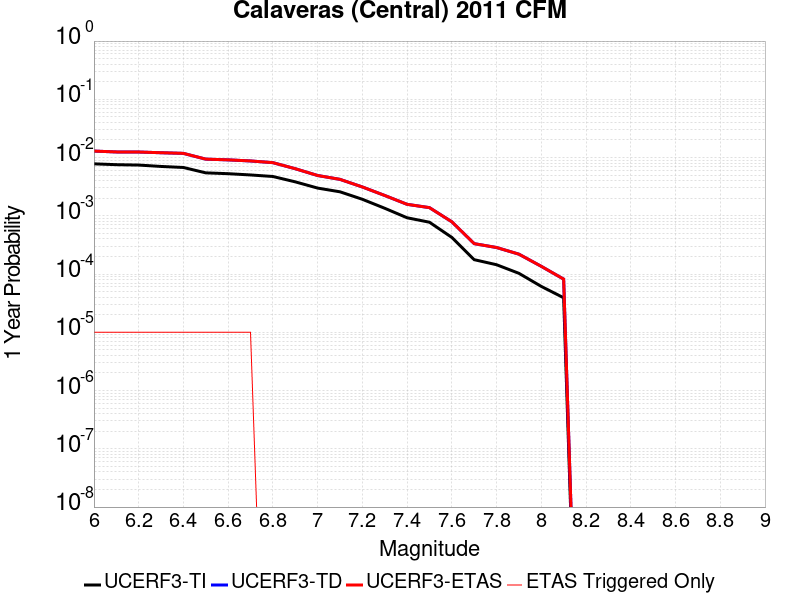 Calaveras (Central) 2011 CFM
10^0
10^-1
10^-2
10^-3
10^-4
10^-5
10^-6
10^-7
10^-8
1 Year Probability
6 6.2 6.4 6.6 6.8 7 7.2 7.4 7.6 7.8 8 8.2 8.4 8.6 8.8 9
Magnitude
UCERF3-TI UCERF3-TD UCERF3-ETAS ETAS Triggered Only